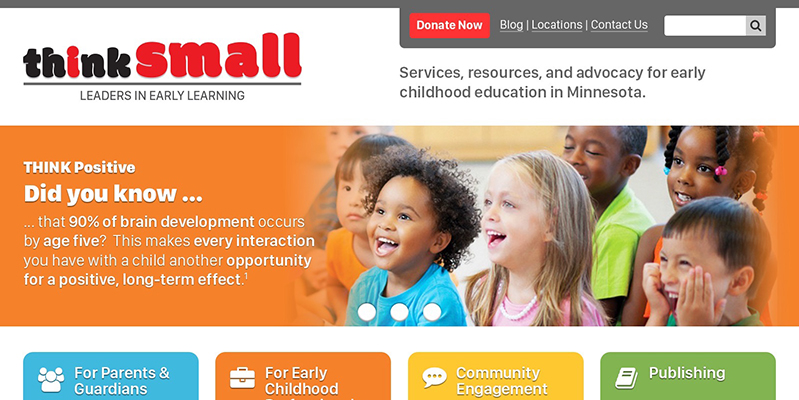 Donate Now
Blog | Locations | Contact Us
thinksmall
LEADERS IN EARLY LEARNING
Services, resources, and advocacy for early
childhood education in Minnesota.
THINK Positive
Did you know ...
... that 90% of brain development occurs
by age five? This makes every interaction
you have with a child another opportunity
for a positive, long-term effect.¹
For Parents &
Guardians
For Early
Childhood
Community
Engagement
Publishing